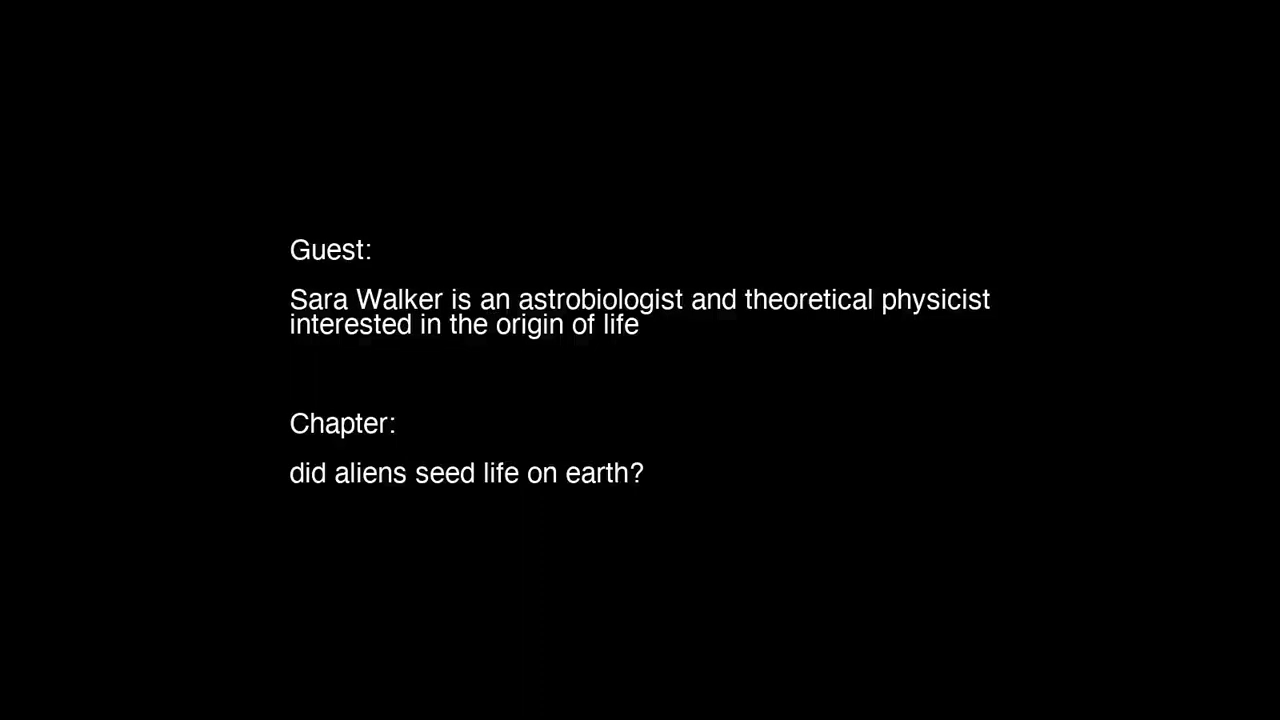 Guest:
Sara Walker is an astrobiologist and theoretical physicist
interested in the origin of life
Chapter:
did aliens seed life on earth?